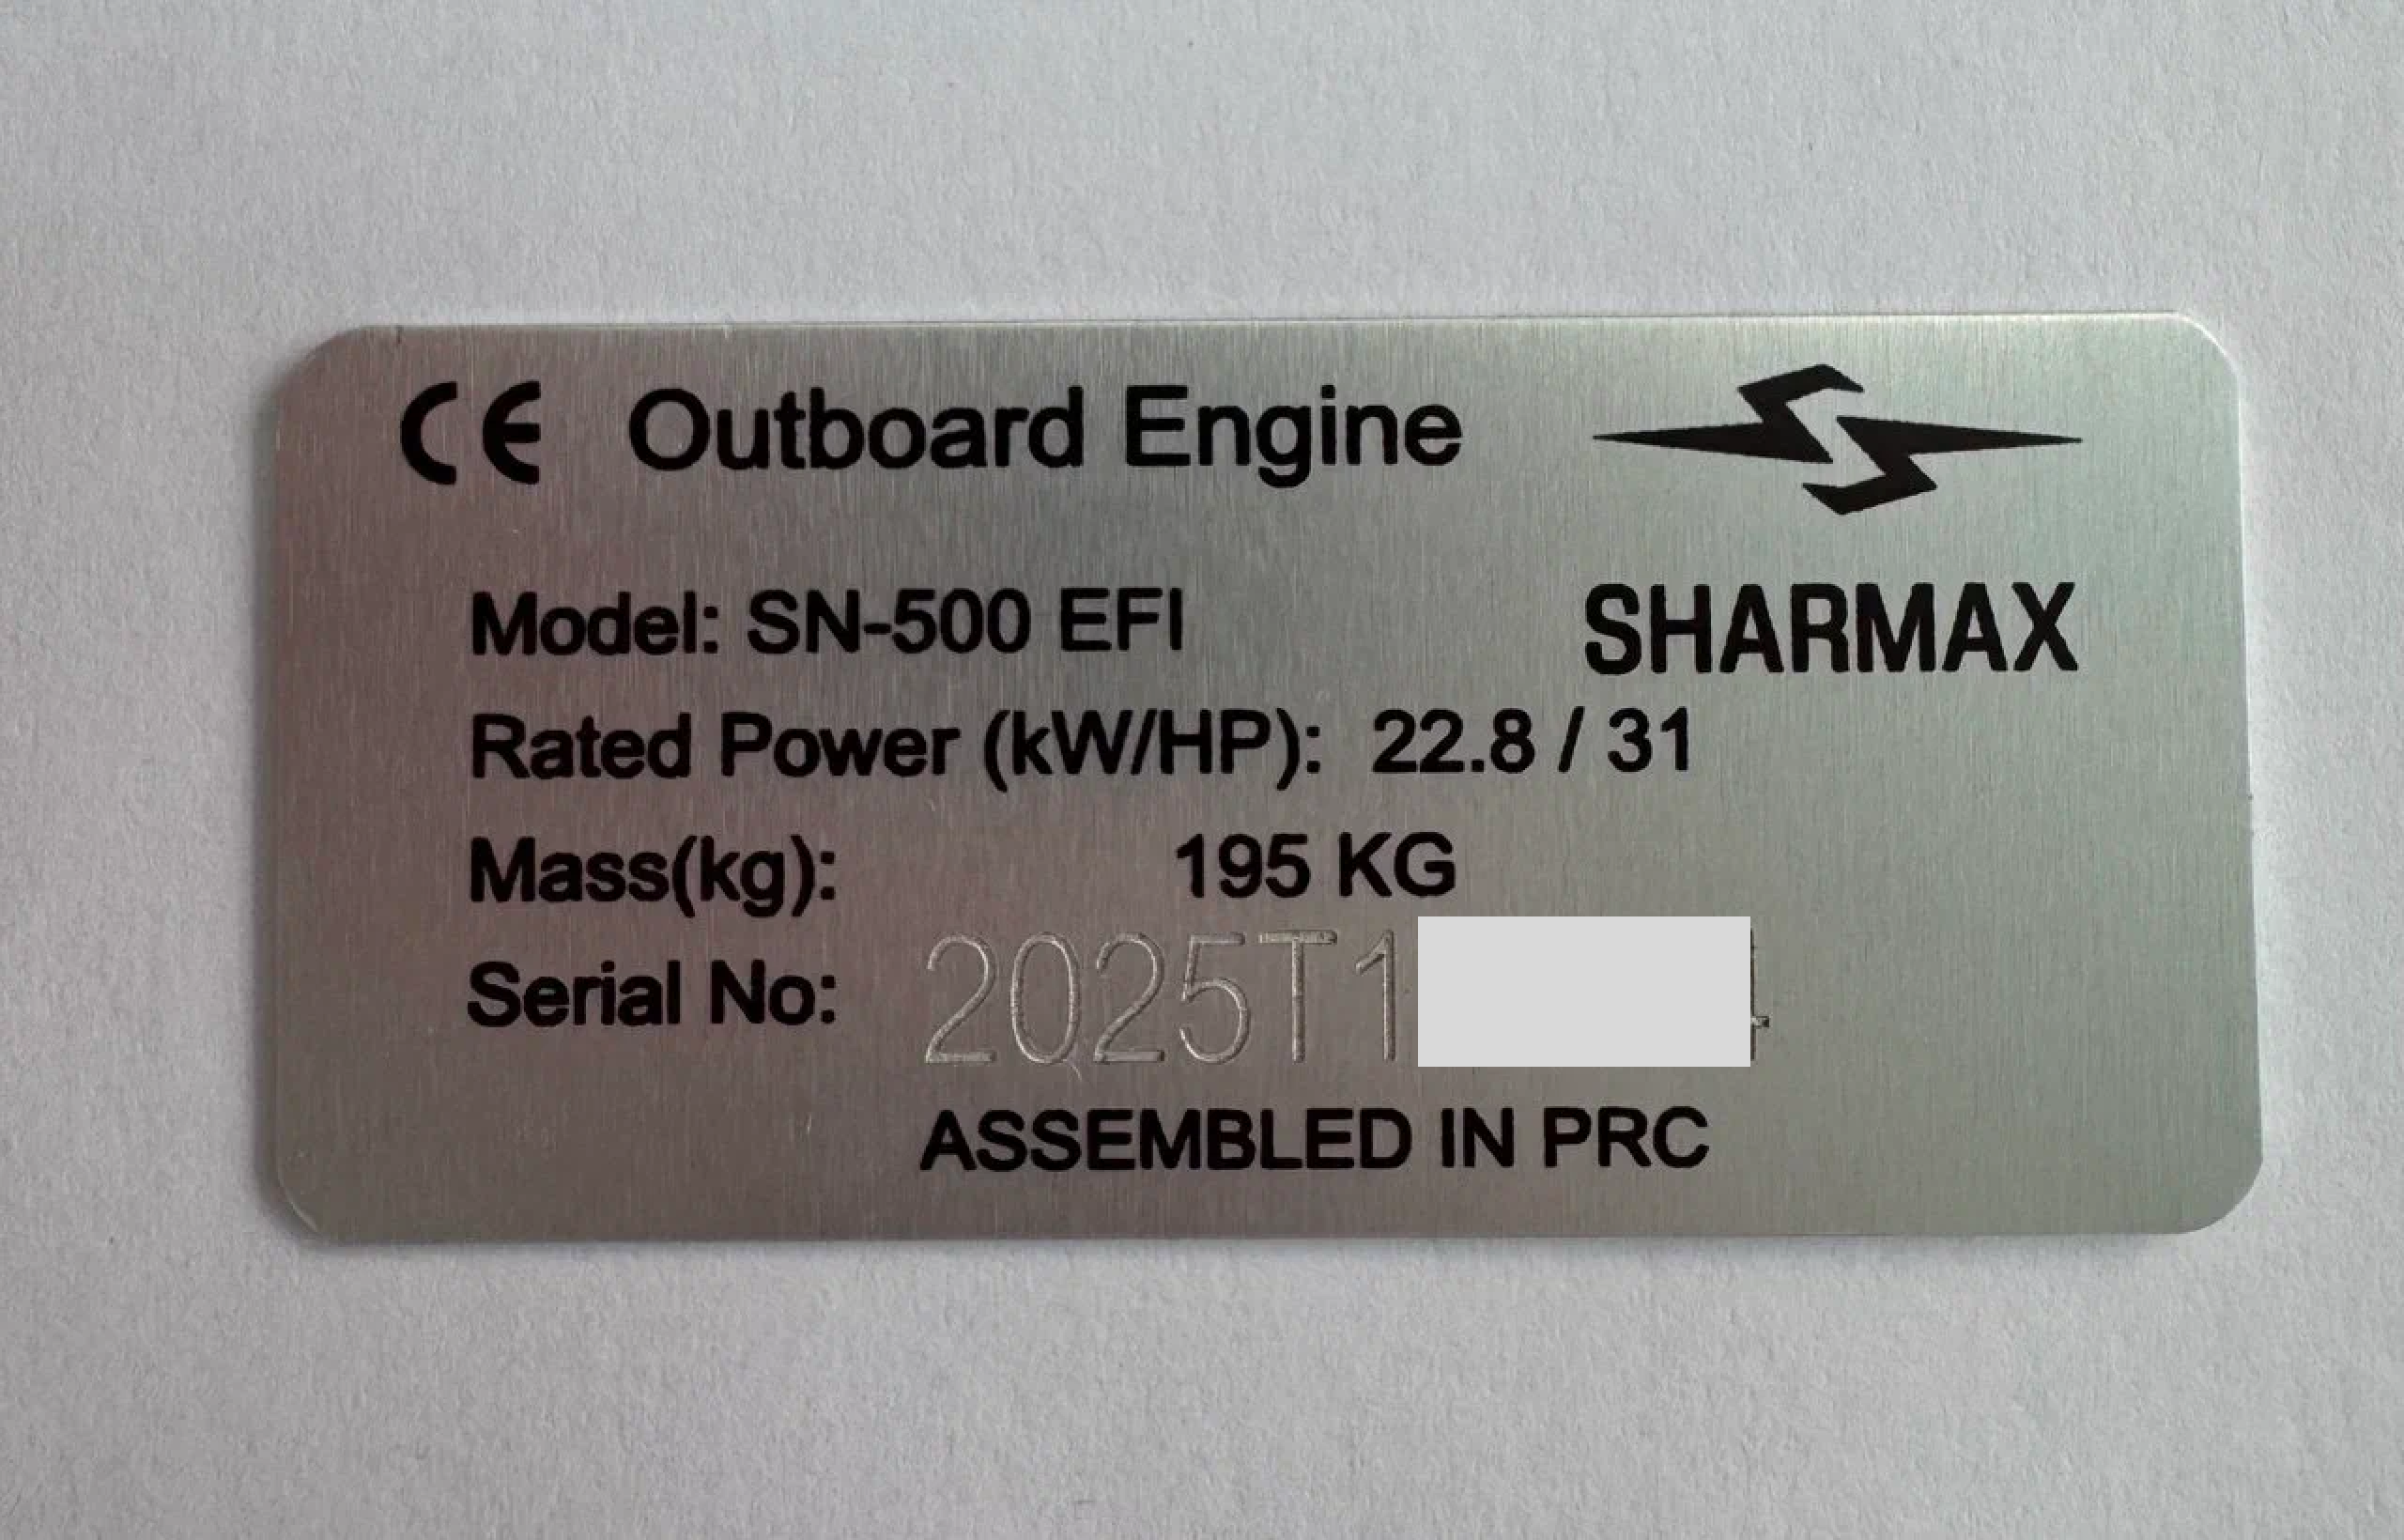 CE Outboard Engine
SHARMAX
Model: SN-500 EFI
Rated Power (kW/HP): 22.8 / 31
Mass(kg): 195 KG
Serial No: 2025T1
ASSEMBLED IN PRC